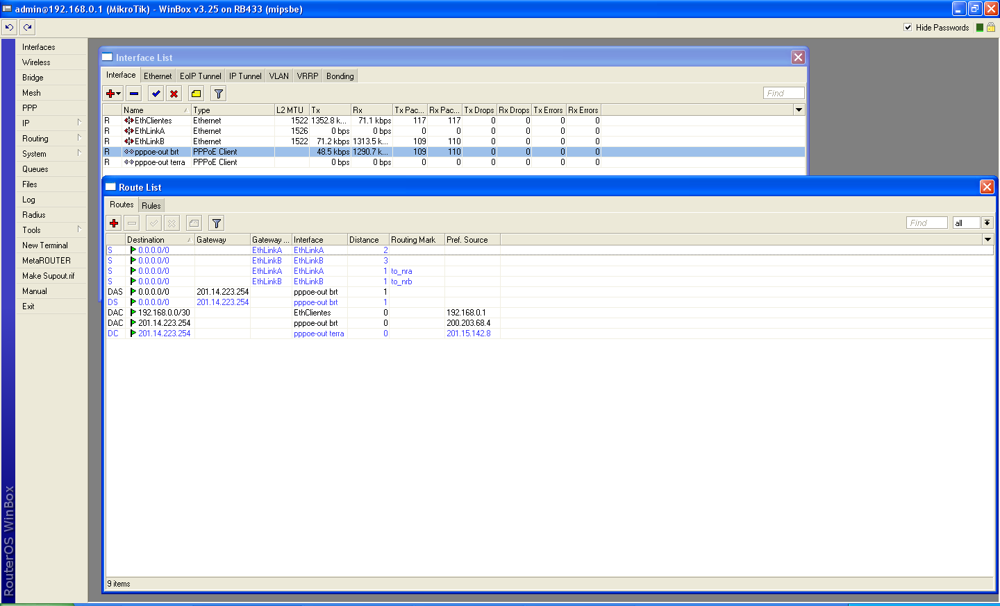 admin@192.168.0.1 (MikroTik) - WinBox v3.25 on RB433 (mipsbe)
Hide Passwords
Interfaces
Wireless
Bridge
Mesh
PPP
IP
Routing
System
Queues
Files
Log
Radius
Tools
New Terminal
MetaROUTER
Make Supout.rif
Manual
Exit
RouterOS WinBox
Interface List
Interface Ethernet EoIP Tunnel IP Tunnel VLAN VRRP Bonding
Find
Name Type L2 MTU Tx Rx Tx Pac... Rx Pac... Tx Drops Rx Drops Tx Errors Rx Errors
R EthClientes Ethernet 1522 1352.8 k... 71.1 kbps 117 117 0 0 0 0
R EthLinkA Ethernet 1526 0 bps 0 bps 0 0 0 0 0 0
R EthLinkB Ethernet 1522 71.2 kbps 1313.5 k... 109 110 0 0 0 0
R pppoe-out brt PPPoE Client 48.5 kbps 1290.7 k... 109 110 0 0 0 0
R pppoe-out terra PPPoE Client 0 bps 0 bps 0 0 0 0 0 0
Route List
Routes Rules
Find all
Destination Gateway Gateway ... Interface Distance Routing Mark Pref. Source
S 0.0.0.0/0 EthLinkA EthLinkA 2
S 0.0.0.0/0 EthLinkB EthLinkB 3
S 0.0.0.0/0 EthLinkA EthLinkA 1 to_nra
S 0.0.0.0/0 EthLinkB EthLinkB 1 to_nrb
DAS 0.0.0.0/0 201.14.223.254 pppoe-out brt 1
DS 0.0.0.0/0 201.14.223.254 pppoe-out brt 1
DAC 192.168.0.0/30 EthClientes 0 192.168.0.1
DAC 201.14.223.254 pppoe-out brt 0 200.203.68.4
DC 201.14.223.254 pppoe-out terra 0 201.15.142.8
9 items